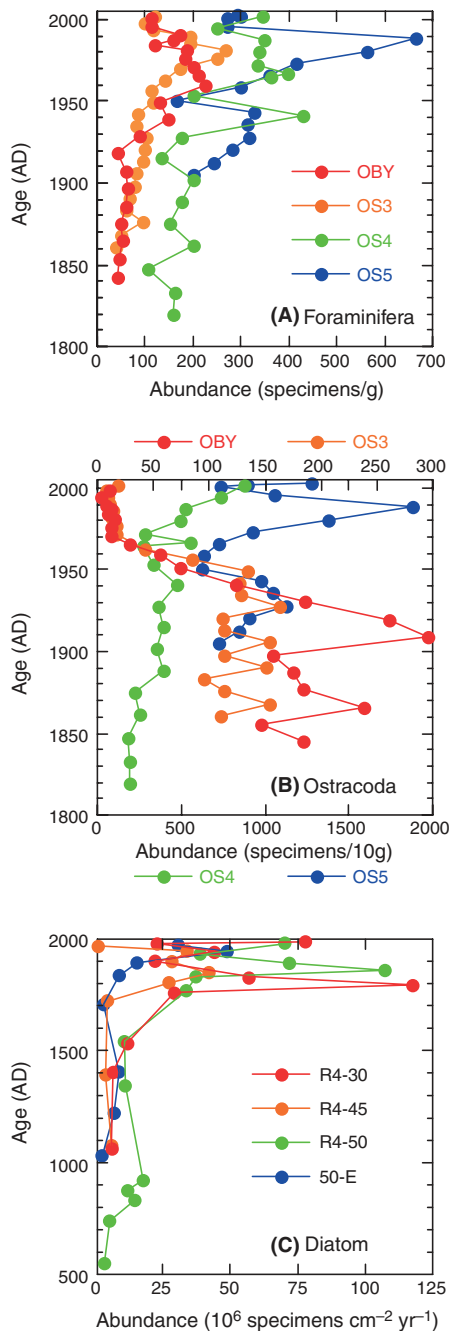 2000
1950
1900
1850
1800
Age (AD)
OBY
OS3
OS4
OS5
(A) Foraminifera
0 100 200 300 400 500 600 700
Abundance (specimens/g)
OBY OS3
0 50 100 150 200 250 300
2000
1950
1900
1850
1800
Age (AD)
(B) Ostracoda
0 500 1000 1500 2000
Abundance (specimens/10g)
OS4 OS5
2000
1500
1000
500
Age (AD)
R4-30
R4-45
R4-50
50-E
(C) Diatom
0 25 50 75 100 125
Abundance (10⁶ specimens cm⁻² yr⁻¹)